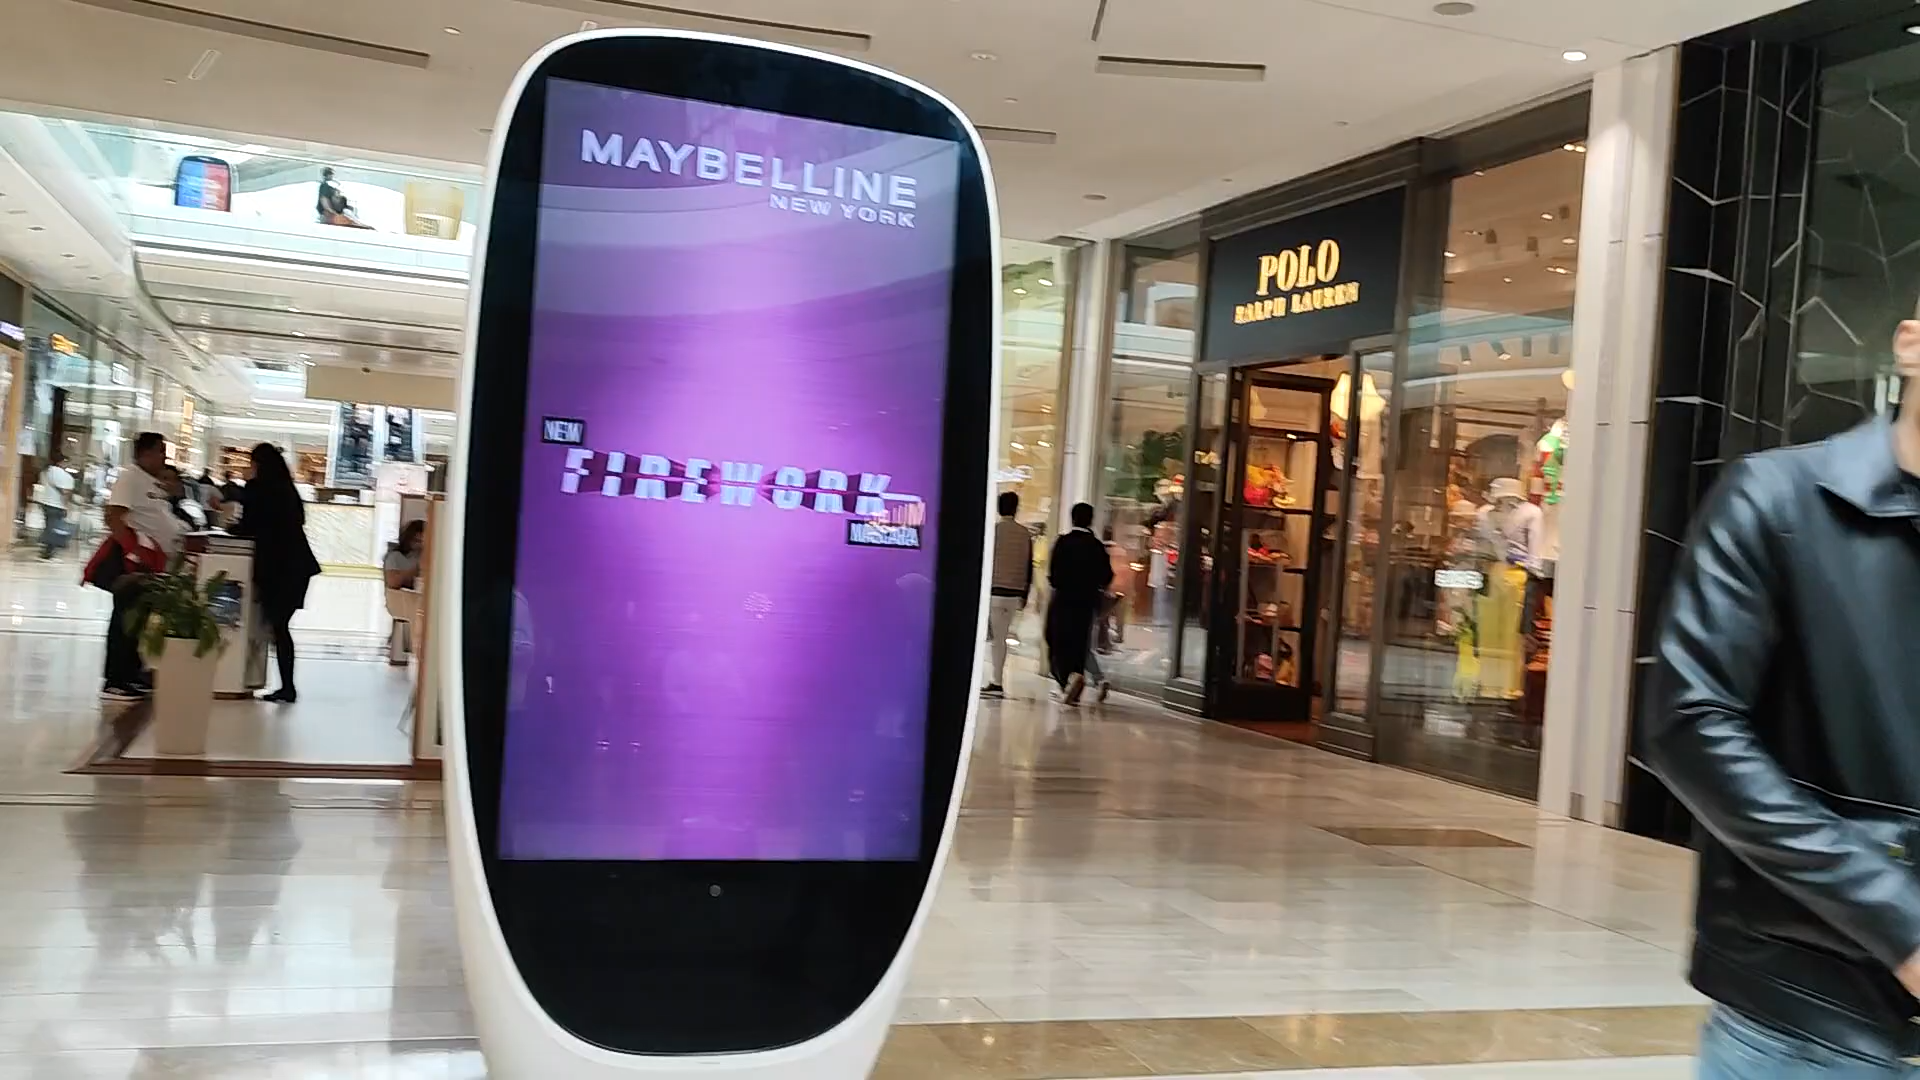 MAYBELLINE
NEW YORK
NEW
FIREWORK
MASCARA
POLO
RALPH LAUREN